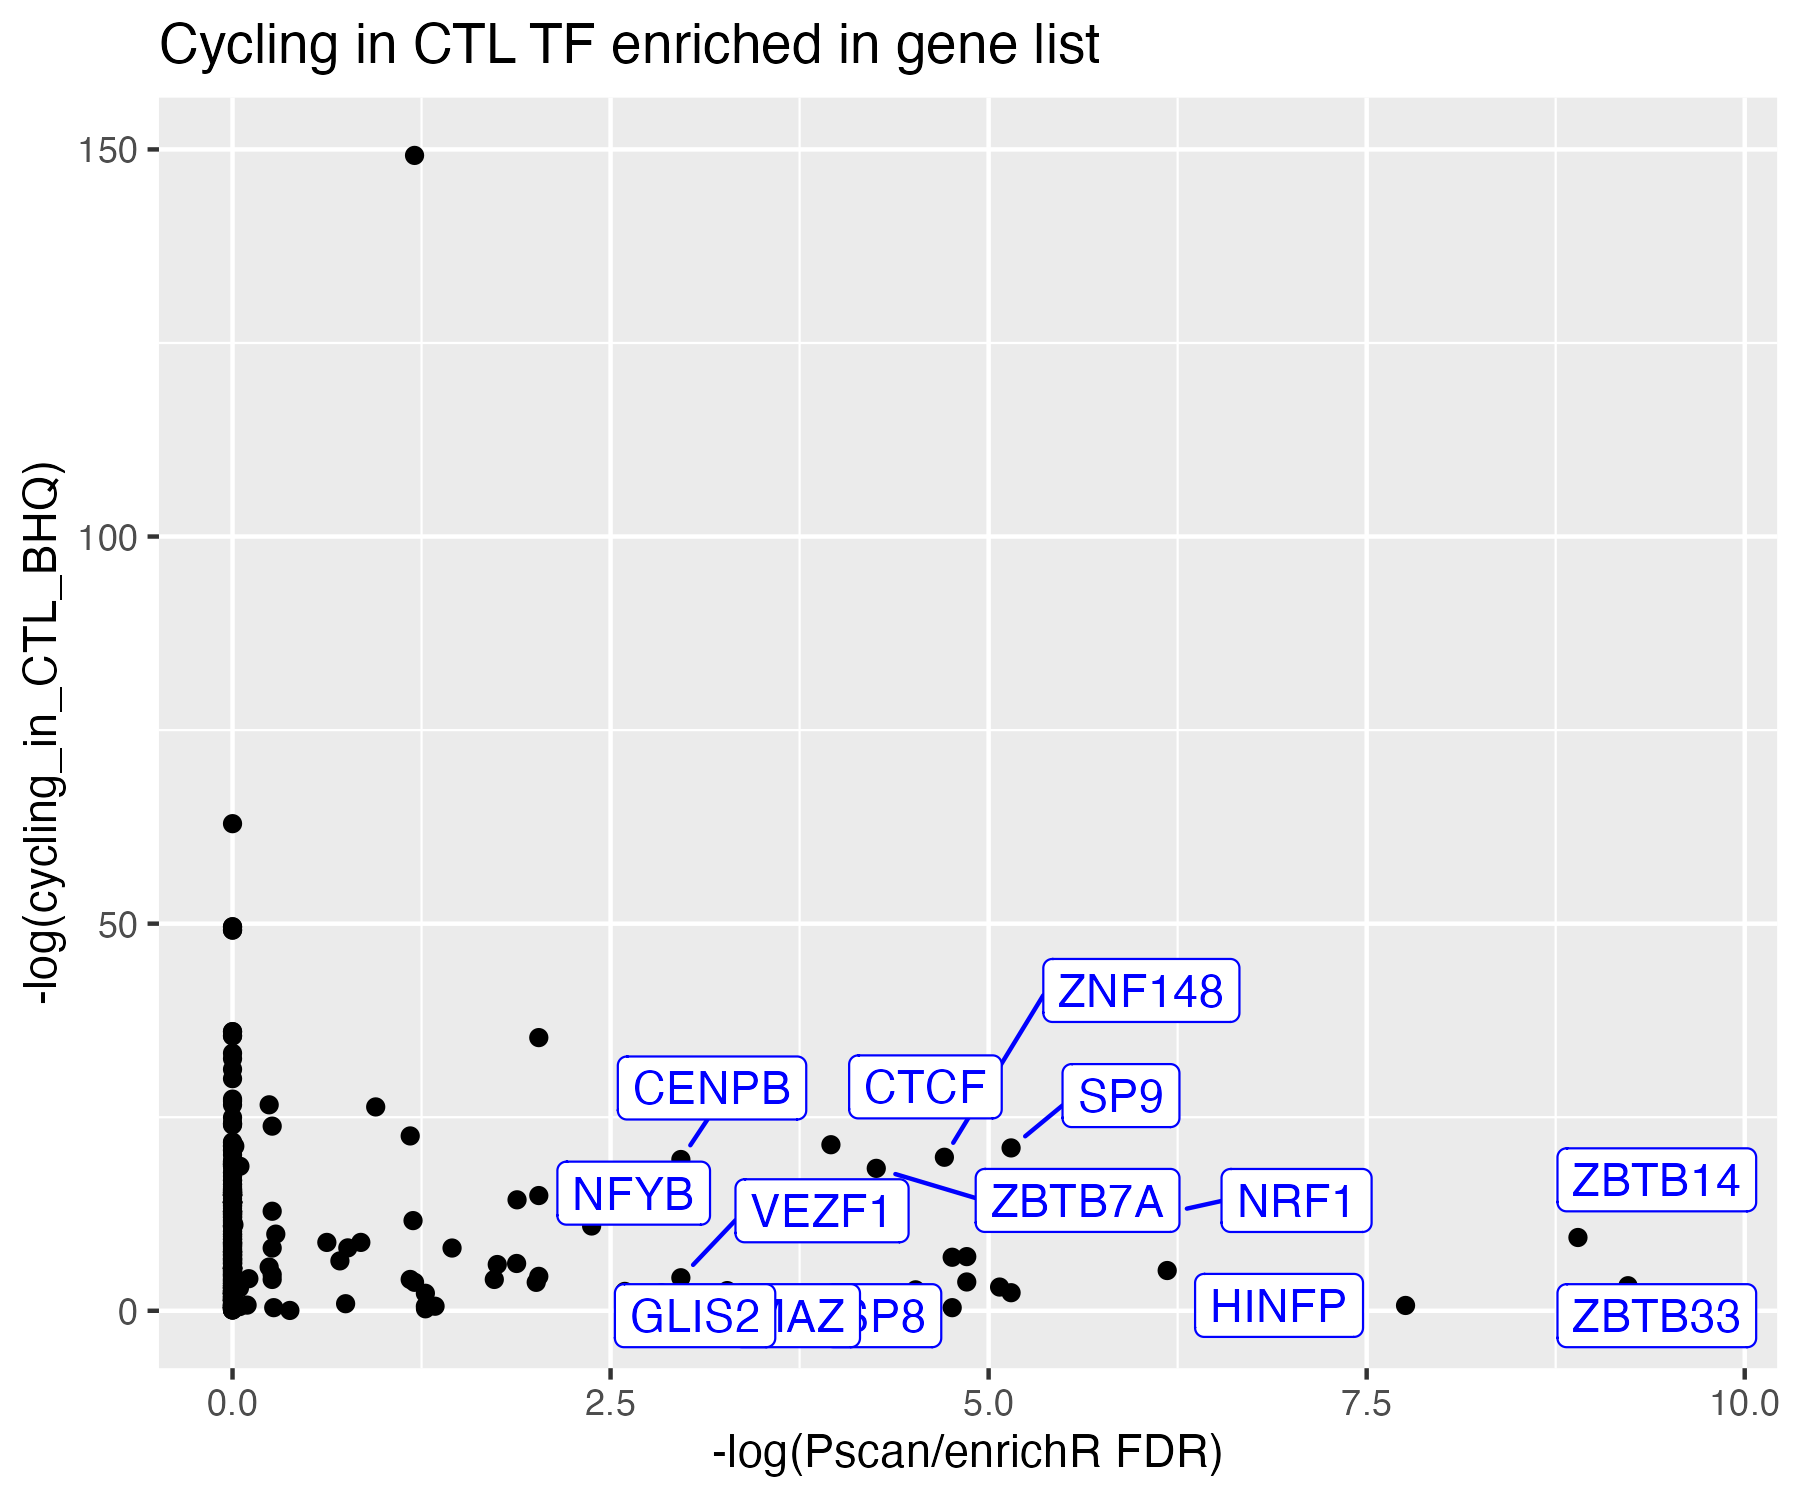 Cycling in CTL TF enriched in gene list
-log(cycling_in_CTL_BHQ)
150
100
50
0
ZNF148
CENPB
CTCF
SP9
NFYB
VEZF1
ZBTB7A
NRF1
ZBTB14
GLIS2
MAZ
SP8
HINFP
ZBTB33
0.0
2.5
5.0
7.5
10.0
-log(Pscan/enrichR FDR)